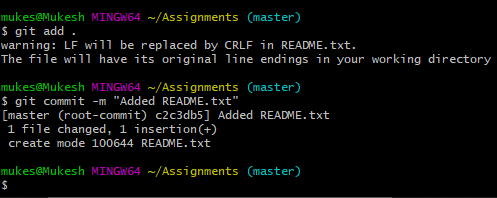 mukes@Mukesh MINGW64 ~/Assignments (master)
$ git add .
warning: LF will be replaced by CRLF in README.txt.
The file will have its original line endings in your working directory
mukes@Mukesh MINGW64 ~/Assignments (master)
$ git commit -m "Added README.txt"
[master (root-commit) c2c3db5] Added README.txt
 1 file changed, 1 insertion(+)
 create mode 100644 README.txt
mukes@Mukesh MINGW64 ~/Assignments (master)
$